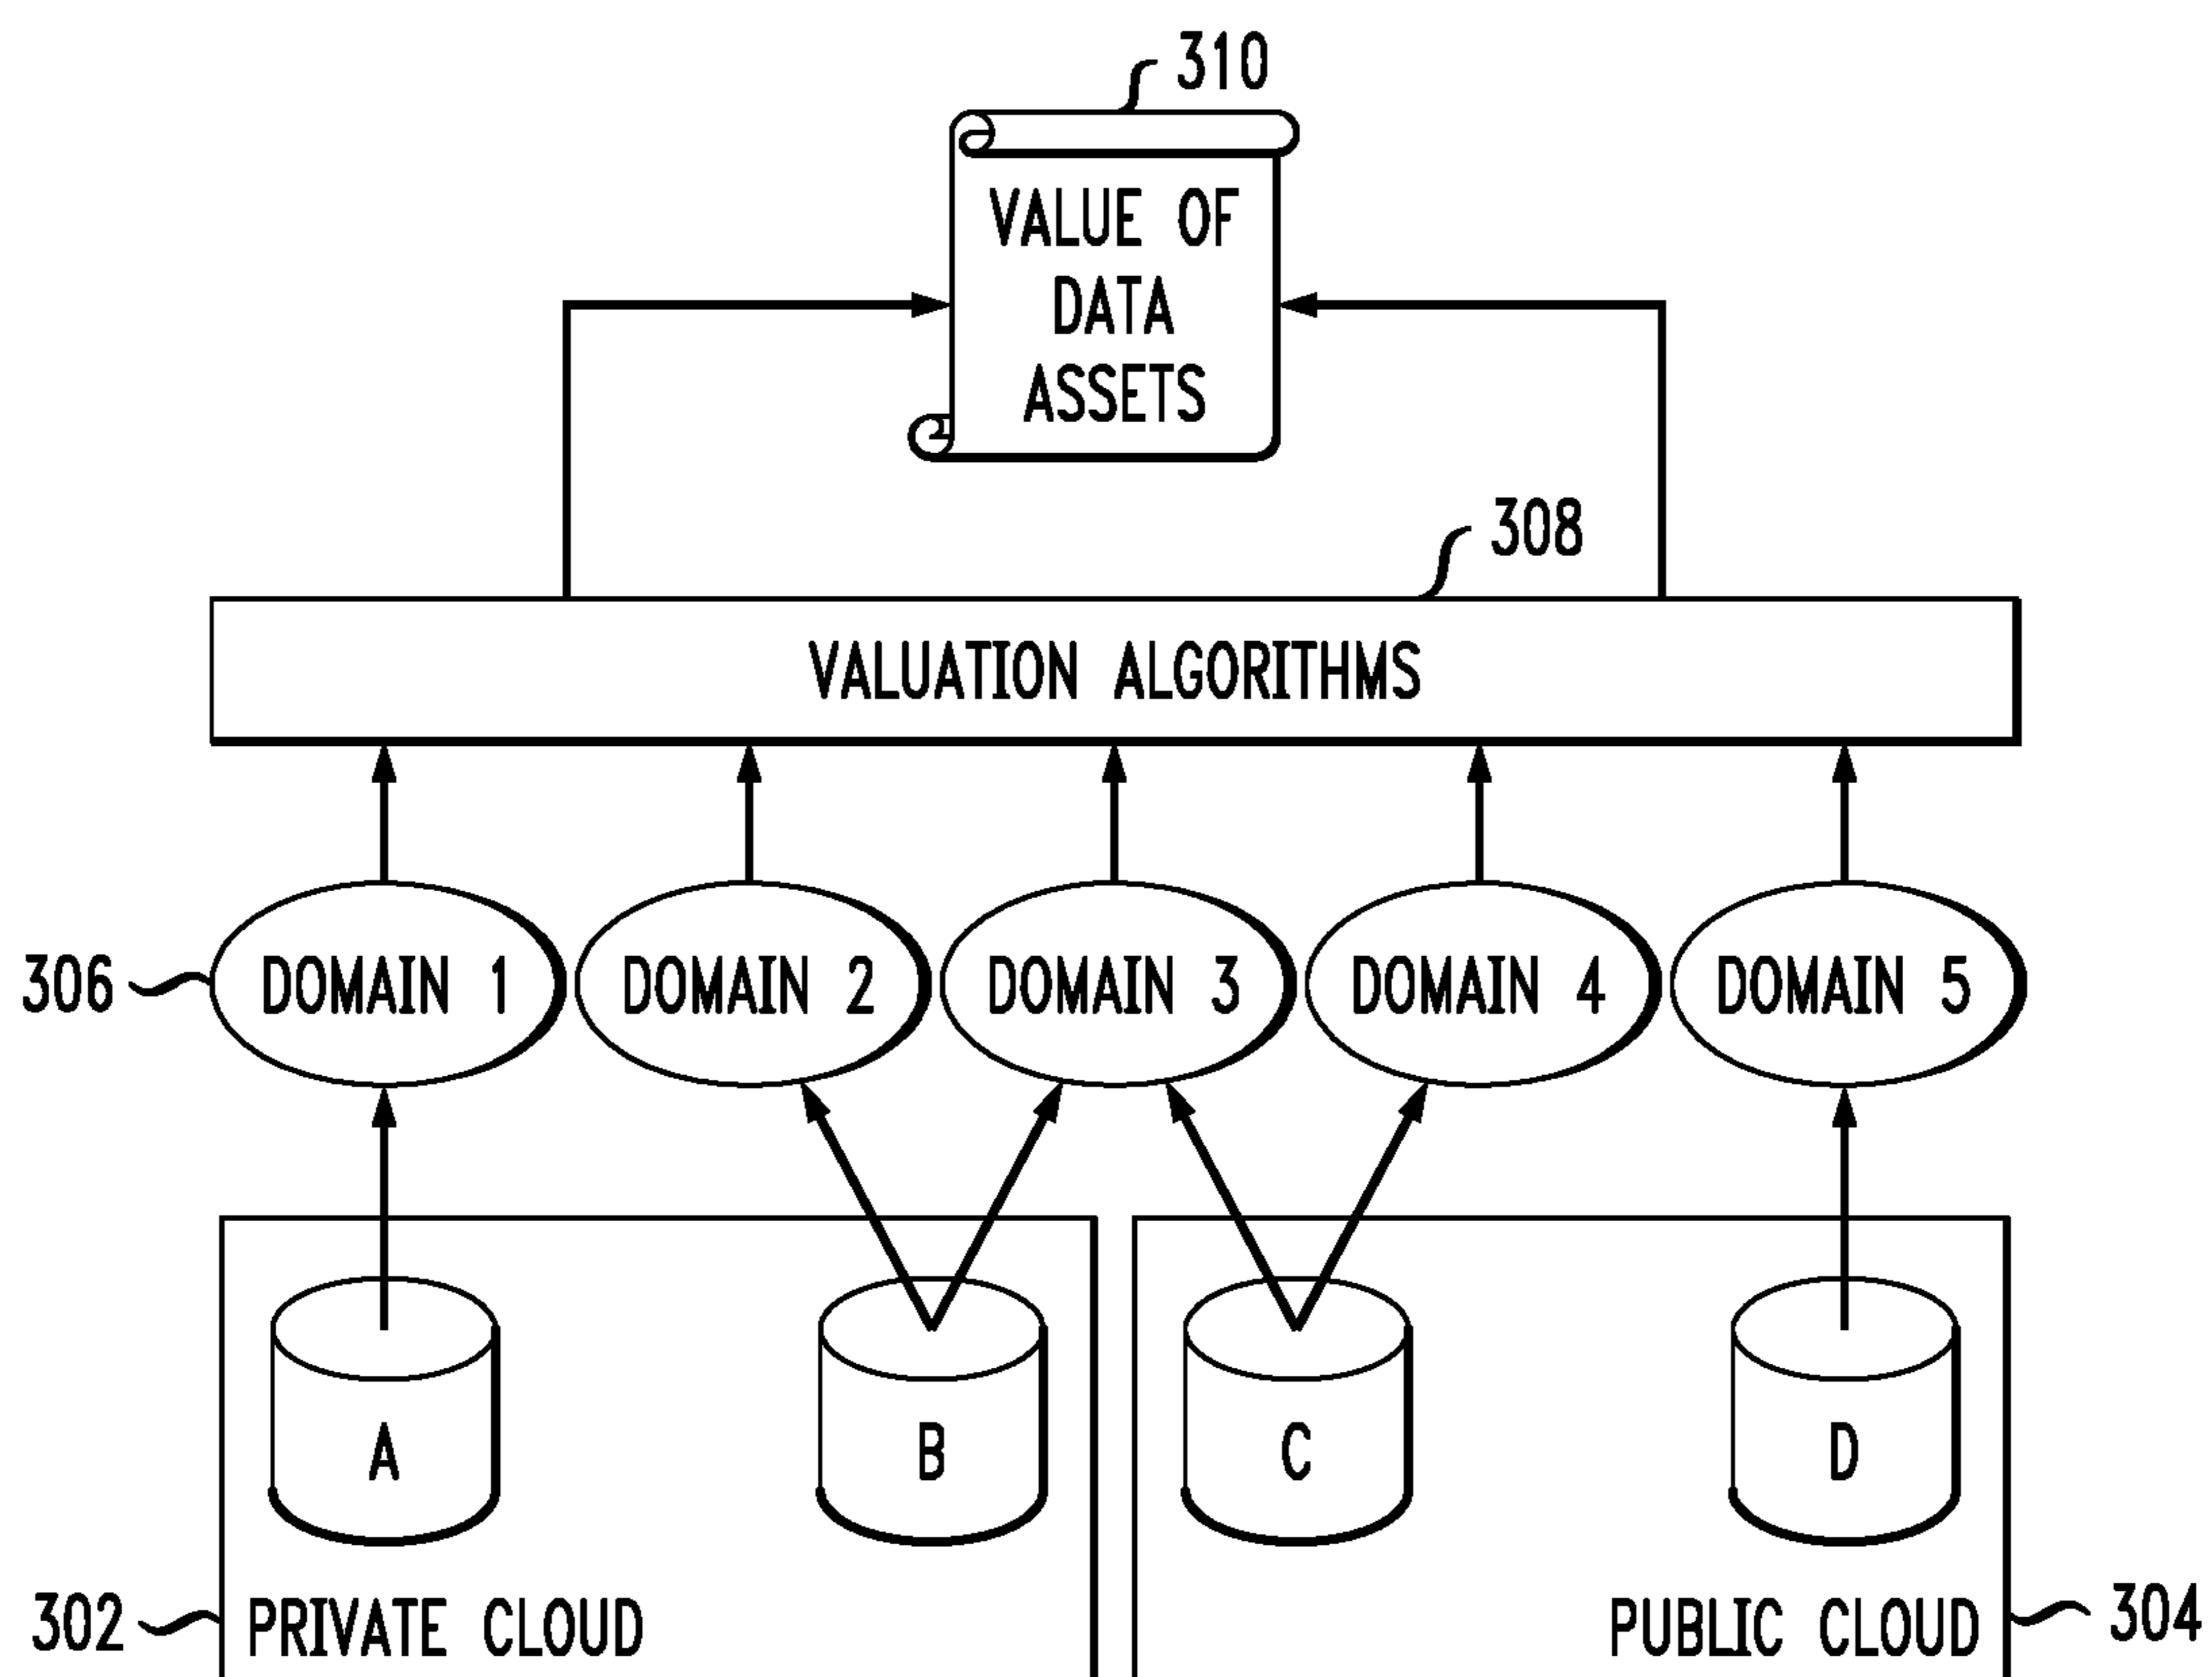 310
VALUE OF
DATA
ASSETS
308
VALUATION ALGORITHMS
306
DOMAIN 1
DOMAIN 2
DOMAIN 3
DOMAIN 4
DOMAIN 5
A
B
C
D
302
PRIVATE CLOUD
PUBLIC CLOUD
304